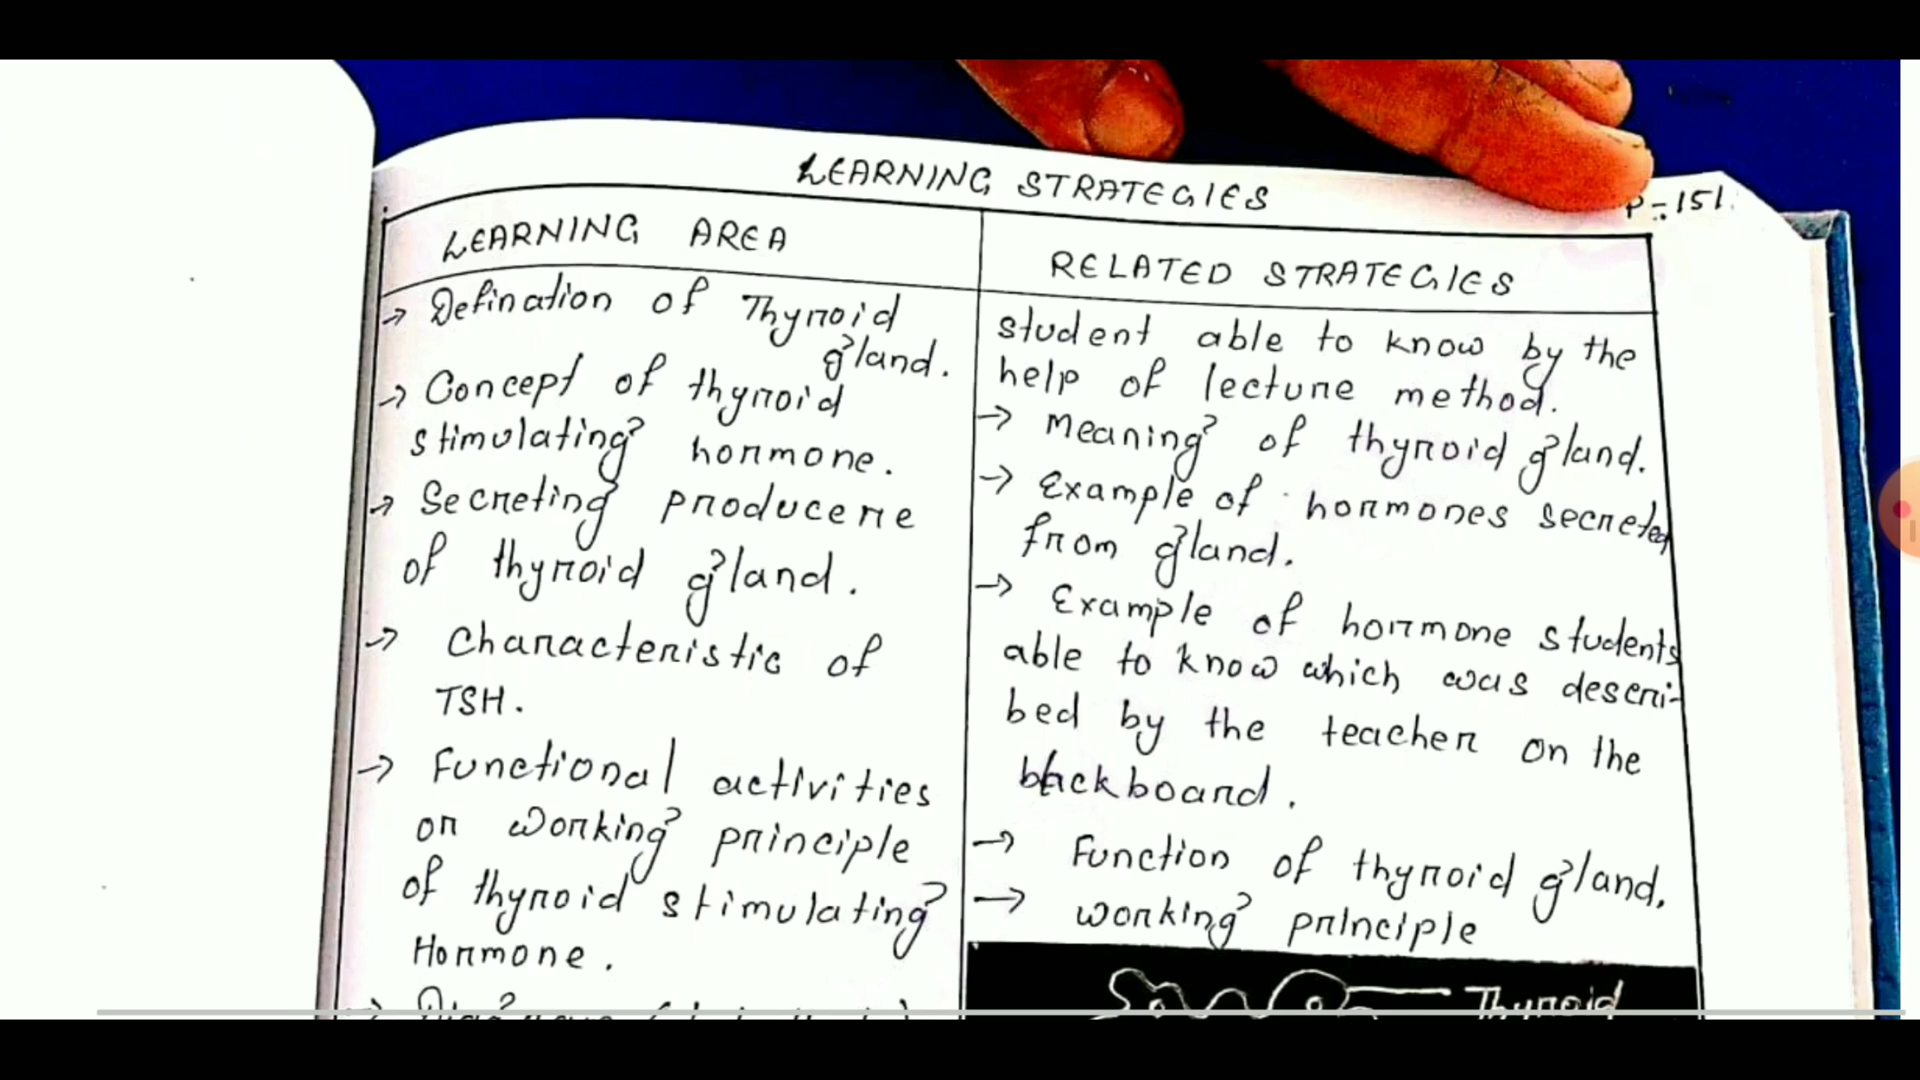 LEARNING STRATEGIES
P-:151
LEARNING AREA
→ Defination of Thyroid
gland.
→ Concept of thyroid
stimulating hormone.
→ Secreting producere
of thyroid gland.
→ Characteristic of
TSH.
→ Functional activities
or working principle
of thyroid stimulating
Hormone.
RELATED STRATEGIES
student able to know by the
help of lecture method.
→ Meaning of thyroid gland.
→ Example of hormones secreted
from gland.
→ Example of hormone students
able to know which was descri-
bed by the teacher on the
blackboard.
→ Function of thyroid gland.
→ working principle
Thyroid